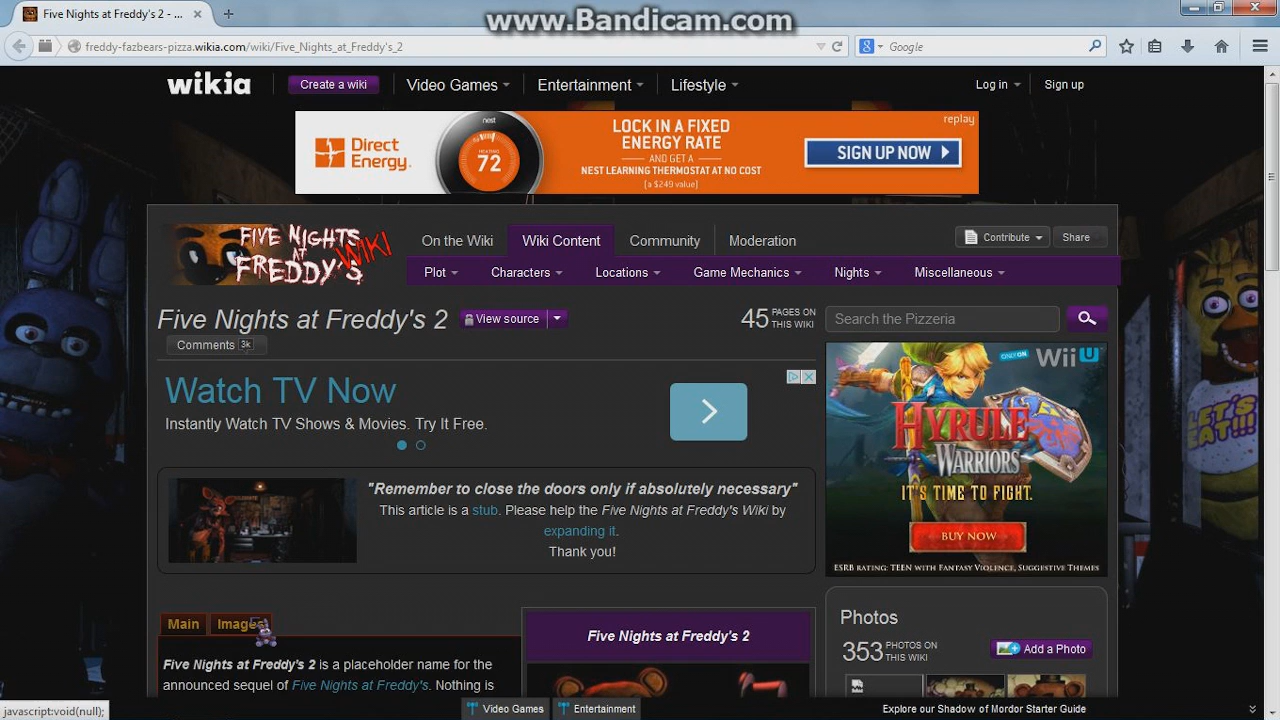 Five Nights at Freddy's 2 - ...
www.Bandicam.com
freddy-fazbears-pizza.wikia.com/wiki/Five_Nights_at_Freddy's_2
Google
wikia
Create a wiki
Video Games
Entertainment
Lifestyle
Log in
Sign up
Direct
Energy.
nest
HEATING
72
LOCK IN A FIXED
ENERGY RATE
AND GET A
NEST LEARNING THERMOSTAT AT NO COST
(a $249 value)
replay
SIGN UP NOW
FIVE NIGHTS
AT
FREDDY'S
WIKI
On the Wiki
Wiki Content
Community
Moderation
Contribute
Share
Plot
Characters
Locations
Game Mechanics
Nights
Miscellaneous
Five Nights at Freddy's 2
View source
45 PAGES ON
THIS WIKI
Search the Pizzeria
Comments 3k
Watch TV Now
Instantly Watch TV Shows & Movies. Try It Free.
ONLY ON
WiiU
HYRULE
WARRIORS
IT'S TIME TO FIGHT.
BUY NOW
ESRB RATING: TEEN WITH FANTASY VIOLENCE, SUGGESTIVE THEMES
LET'S
EAT!!!
"Remember to close the doors only if absolutely necessary"
This article is a stub. Please help the Five Nights at Freddy's Wiki by
expanding it.
Thank you!
Main
Images
Five Nights at Freddy's 2 is a placeholder name for the
announced sequel of Five Nights at Freddy's. Nothing is
Five Nights at Freddy's 2
Photos
353 PHOTOS ON
THIS WIKI
Add a Photo
javascript:void(null);
Video Games
Entertainment
Explore our Shadow of Mordor Starter Guide